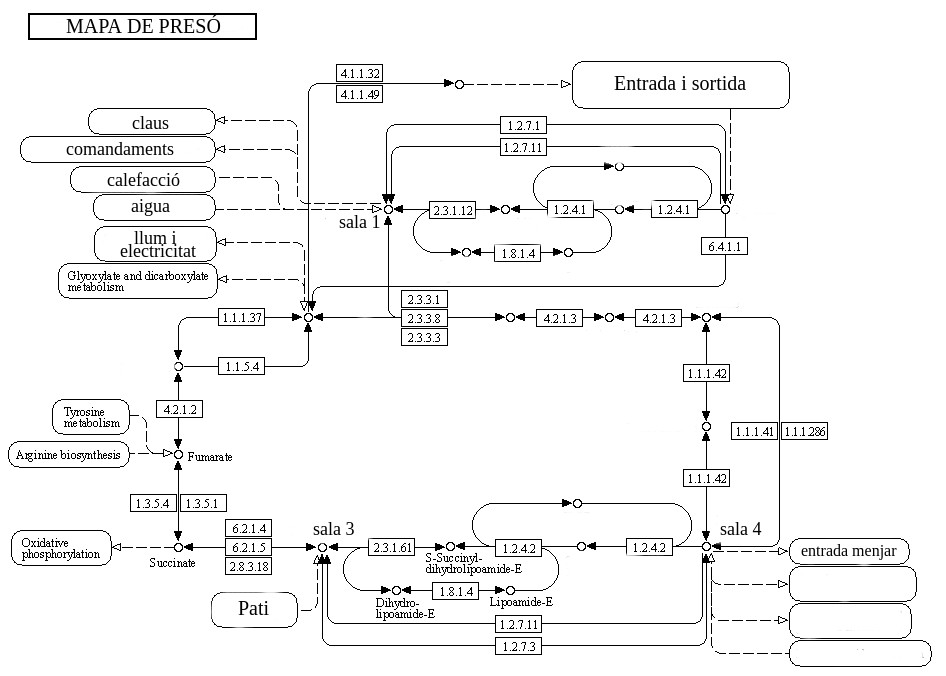 MAPA DE PRESÓ
4.1.1.32
4.1.1.49
Entrada i sortida
claus
comandaments
calefacció
aigua
llum i
electricitat
Glyoxylate and dicarboxylate
metabolism
1.2.7.1
1.2.7.11
sala 1
2.3.1.12
1.2.4.1
1.2.4.1
1.8.1.4
6.4.1.1
1.1.1.37
2.3.3.1
2.3.3.8
2.3.3.3
4.2.1.3
4.2.1.3
1.1.5.4
1.1.1.42
4.2.1.2
Tyrosine
metabolism
Arginine biosynthesis
Fumarate
1.1.1.41
1.1.1.286
1.1.1.42
1.3.5.4
1.3.5.1
Oxidative
phosphorylation
Succinate
6.2.1.4
6.2.1.5
2.8.3.18
sala 3
2.3.1.61
S-Succinyl-
dihydrolipoamide-E
1.2.4.2
1.2.4.2
sala 4
entrada menjar
1.8.1.4
Dihydro-
lipoamide-E
Lipoamide-E
Pati
1.2.7.11
1.2.7.3